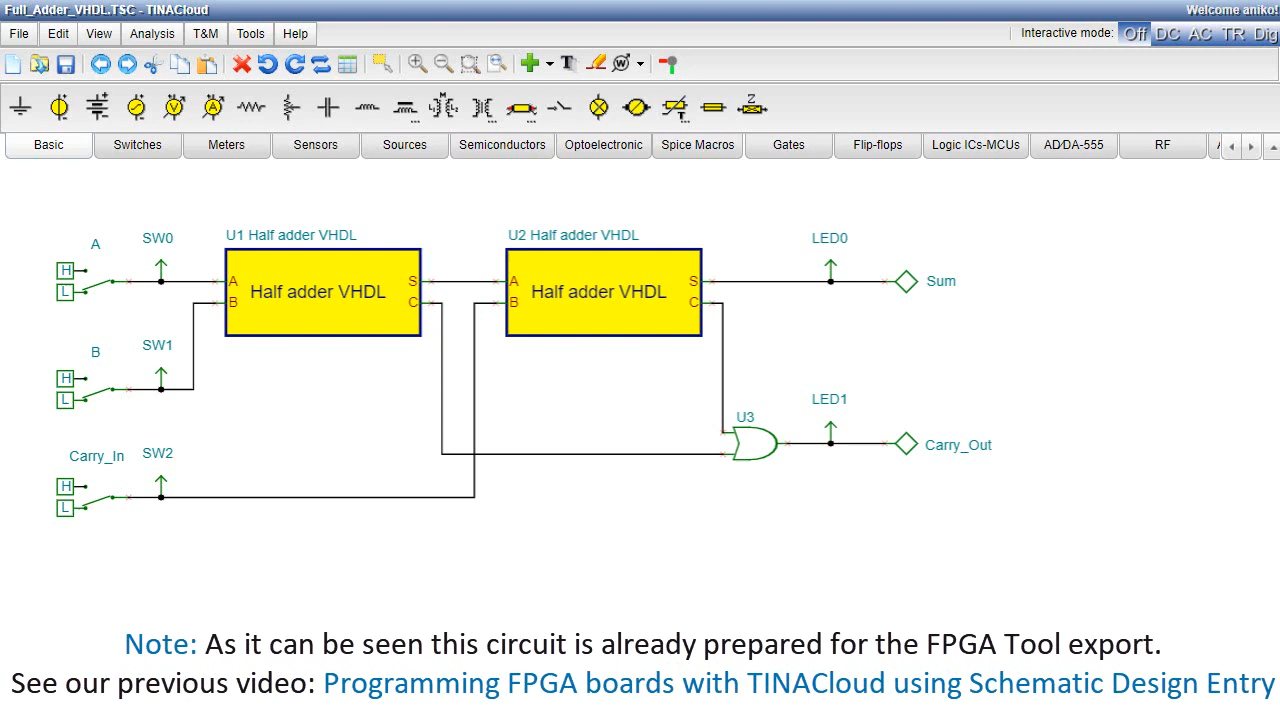 Full_Adder_VHDL.TSC - TINACloud
Welcome aniko!
File Edit View Analysis T&M Tools Help
Interactive mode: Off DC AC TR Dig
Basic Switches Meters Sensors Sources Semiconductors Optoelectronic Spice Macros Gates Flip-flops Logic ICs-MCUs AD/DA-555 RF
A SW0 U1 Half adder VHDL U2 Half adder VHDL LED0
H
L
A Half adder VHDL S
B C
A Half adder VHDL S
B C
Sum
B SW1
H
L
U3 LED1
Carry_Out
Carry_In SW2
H
L
Note: As it can be seen this circuit is already prepared for the FPGA Tool export.
See our previous video: Programming FPGA boards with TINACloud using Schematic Design Entry